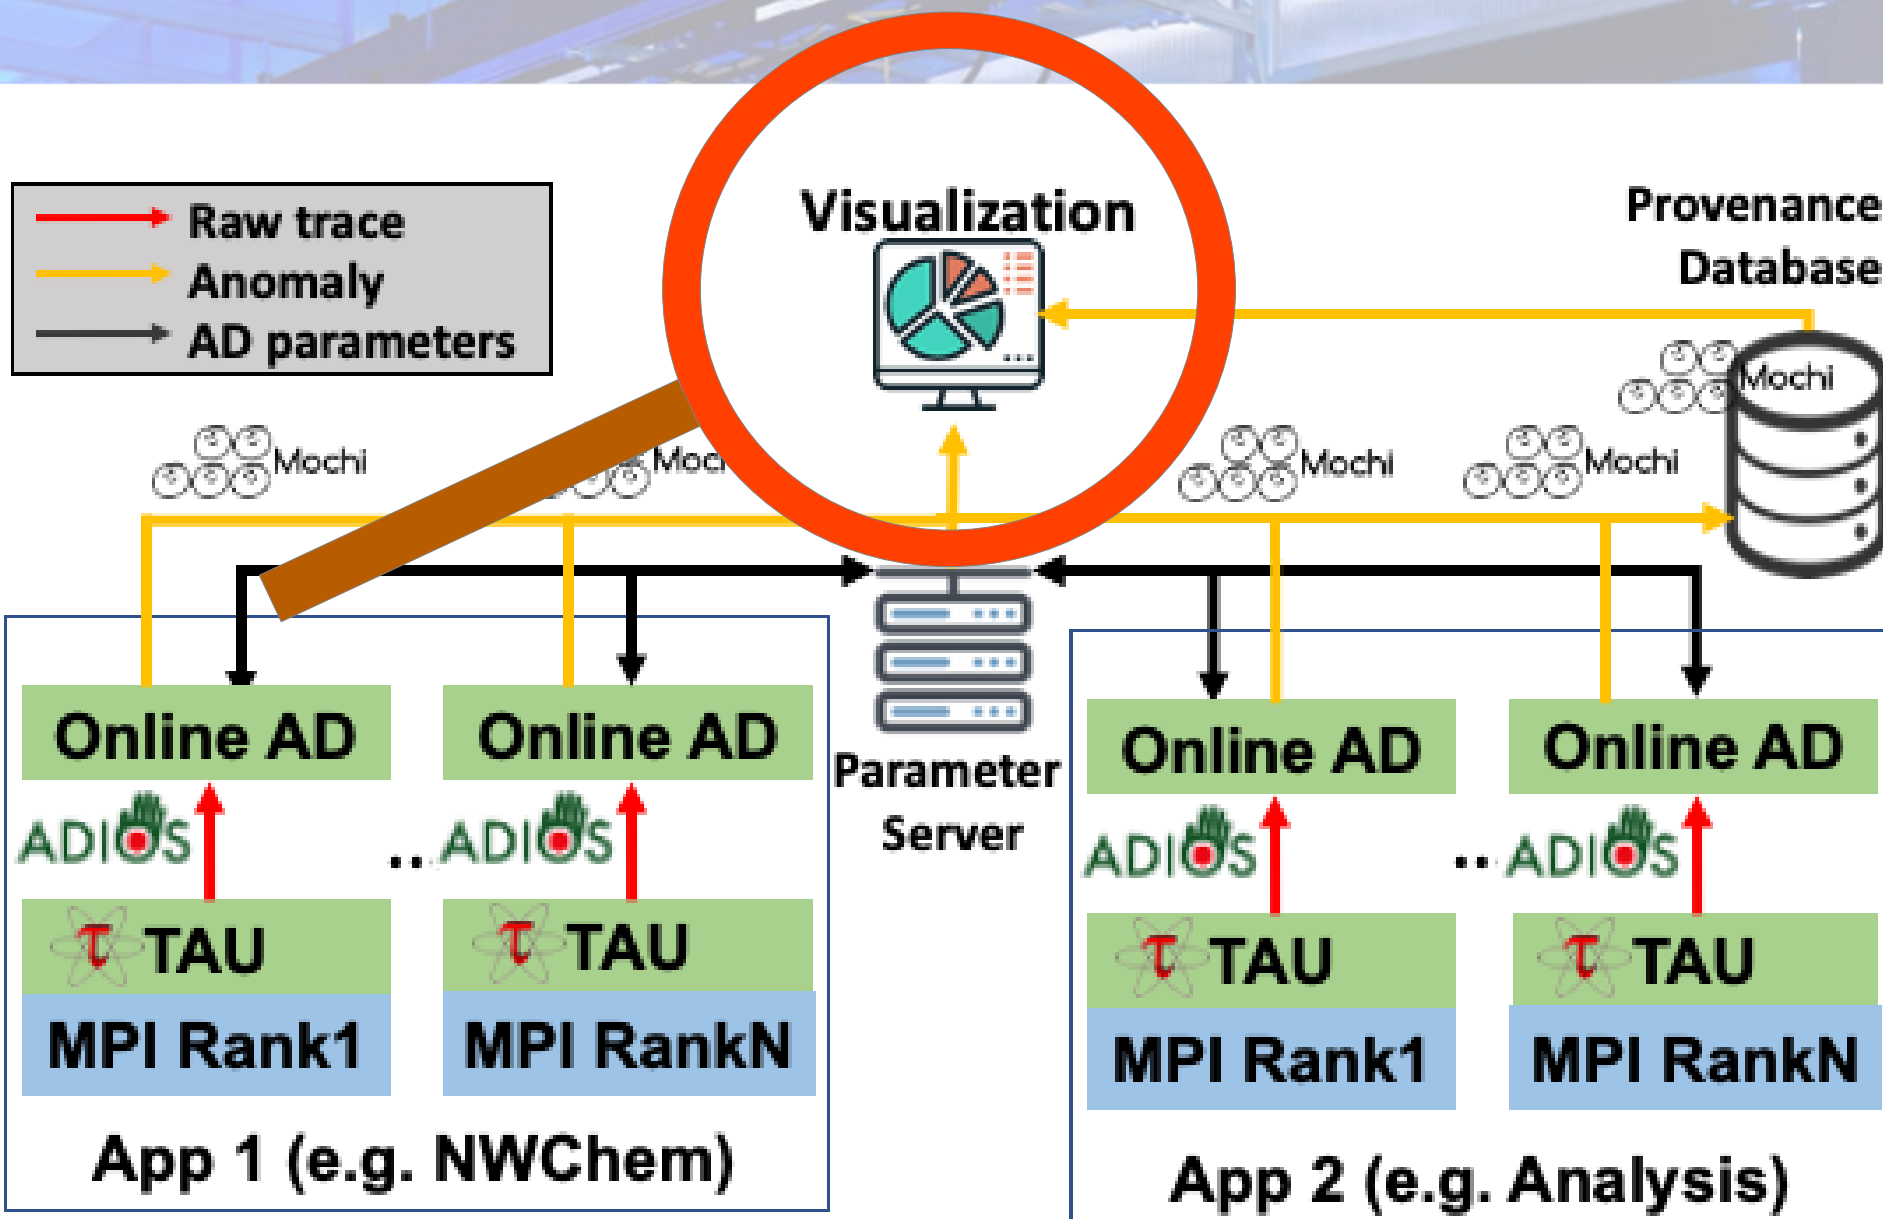 Visualization
Provenance
Database
Raw trace
Anomaly
AD parameters
Mochi
Mochi
Mochi
Mochi
Online AD
Online AD
Parameter
Server
Online AD
Online AD
ADIOS
.. ADIOS
ADIOS
.. ADIOS
τ TAU
τ TAU
τ TAU
τ TAU
MPI Rank1
MPI RankN
MPI Rank1
MPI RankN
App 1 (e.g. NWChem)
App 2 (e.g. Analysis)